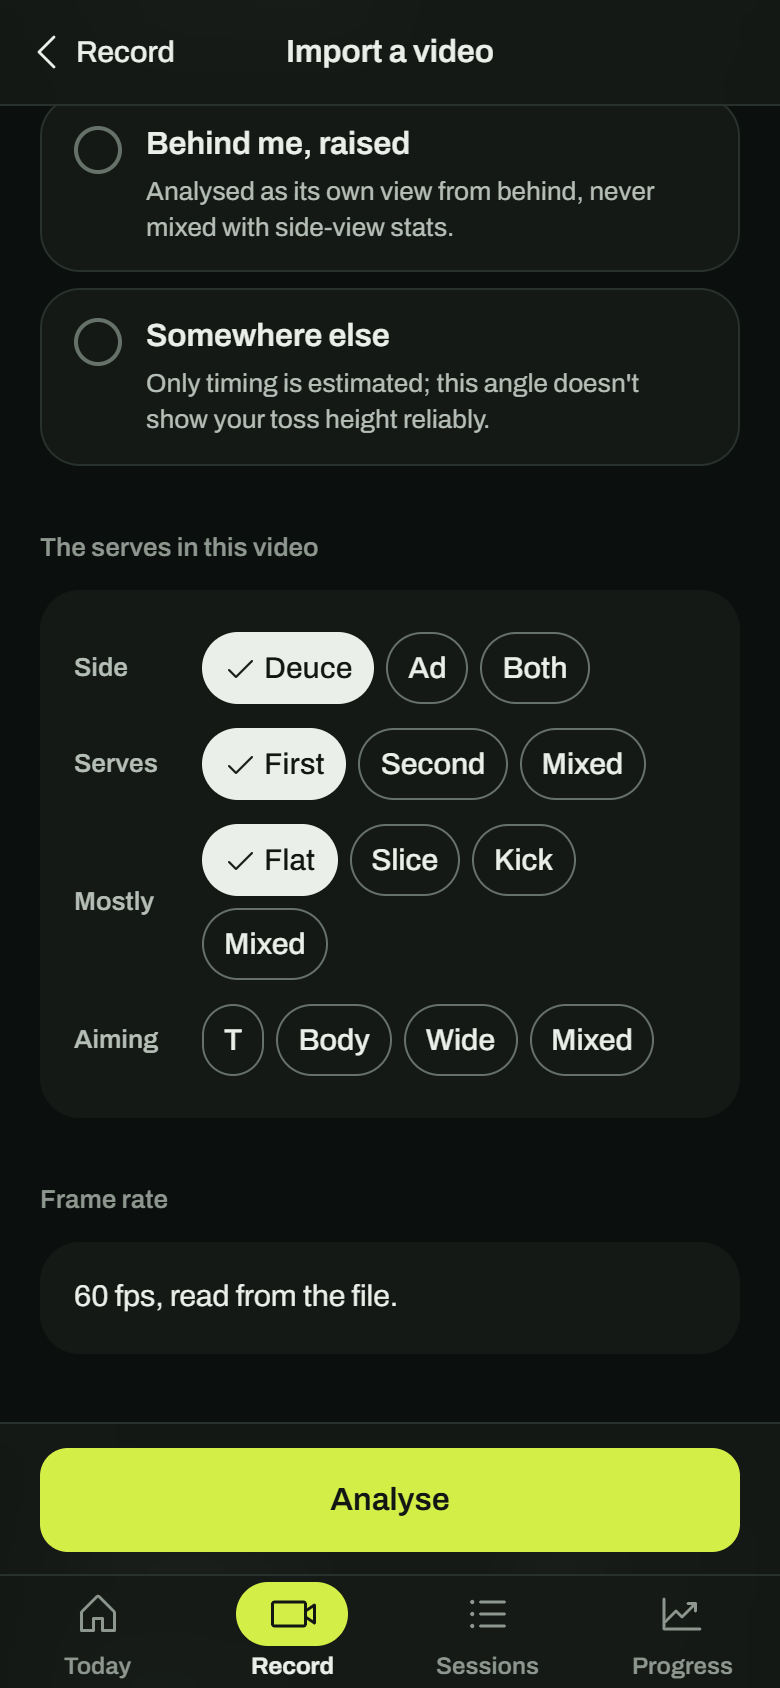 Record
Import a video
Behind me, raised
Analysed as its own view from behind, never
mixed with side-view stats.
Somewhere else
Only timing is estimated; this angle doesn't
show your toss height reliably.
The serves in this video
Side Deuce Ad Both
Serves First Second Mixed
Mostly Flat Slice Kick
Mixed
Aiming T Body Wide Mixed
Frame rate
60 fps, read from the file.
Analyse
Today Record Sessions Progress